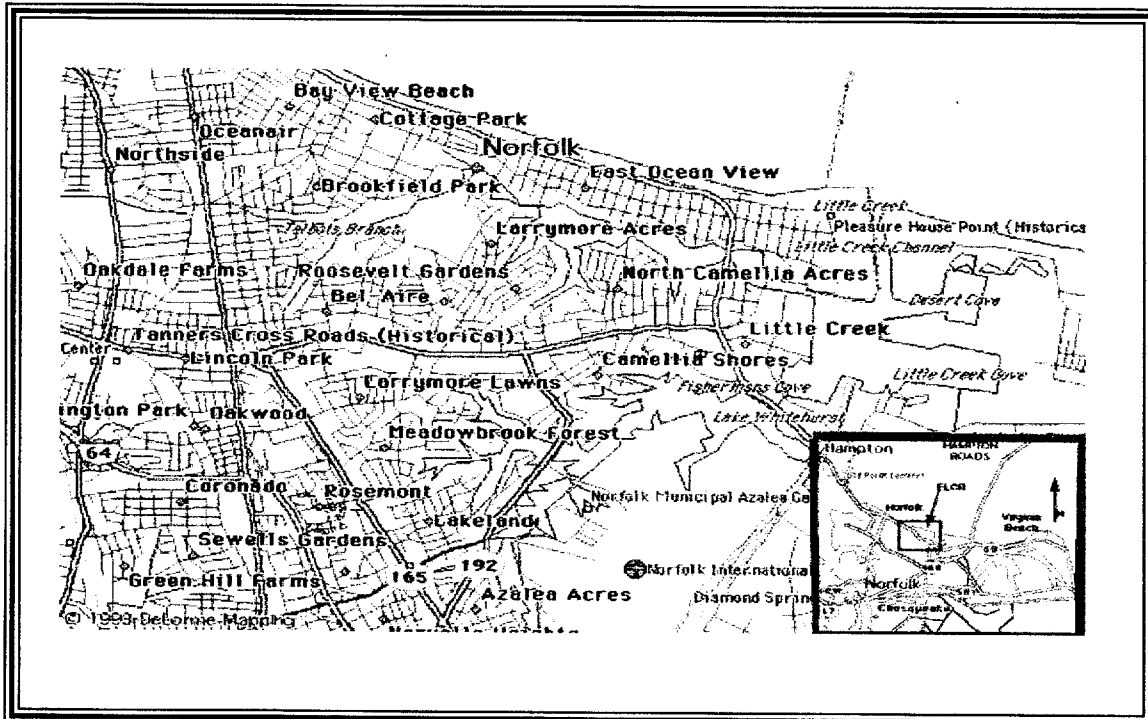 Bay View Beach
Cottage Park
Oceanair
Norfolk
Northside
East Ocean View
Brookfield Park
Little Creek
Talbots Branch
Larrymore Acres
Pleasure House Point (Historica
Little Creek Channel
Oakdale Farms
Roosevelt Gardens
North Camellia Acres
Bel Aire
Desert Cove
Tanners Cross Roads (Historical)
Little Creek
Center
Lincoln Park
Camellia Shores
Larrymore Lawns
Fishermans Cove
Little Creek Cove
ington Park
Oakwood
Lake Whitehurst
Meadowbrook Forest
64
Coronado
Rosemont
Norfolk Municipal Azalea Ga
Lakeland
Sewells Gardens
Green Hill Farms
165
192
Norfolk International
Azalea Acres
Diamond Sprin
© 1993 DeLorme Mapping
Hampton
HAMPTON
ROADS
Norfolk
Virginia
Beach
Norfolk
Chesapeake